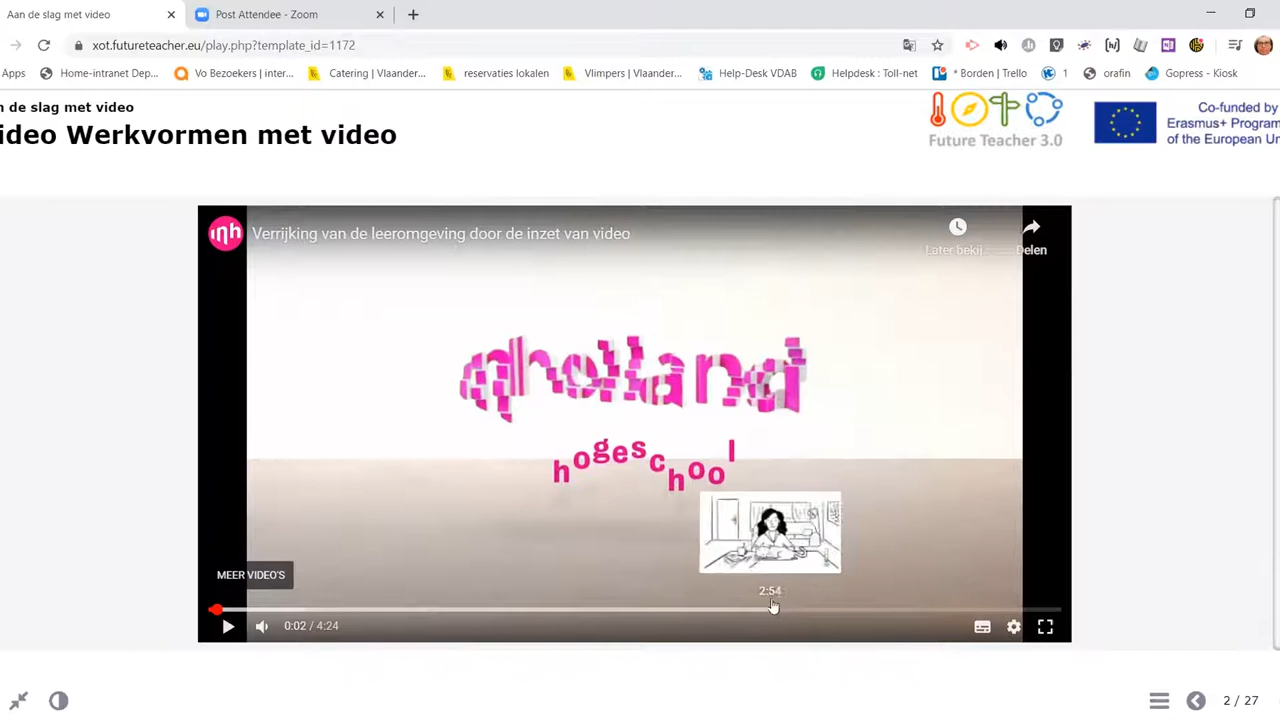 Aan de slag met video
Post Attendee - Zoom
xot.futureteacher.eu/play.php?template_id=1172
Apps
Home-intranet Dep...
Vo Bezoekers | inter...
Catering | Vlaander...
reservaties lokalen
Vlimpers | Vlaander...
Help-Desk VDAB
Helpdesk : Toll-net
* Borden | Trello
1
orafin
Gopress - Kiosk
n de slag met video
ideo Werkvormen met video
Future Teacher 3.0
Co-funded by
Erasmus+ Program
of the European Un
inh
Verrijking van de leeromgeving door de inzet van video
Later bekij...
Delen
holland
hogeschool
MEER VIDEO'S
2:54
0:02 / 4:24
2 / 27